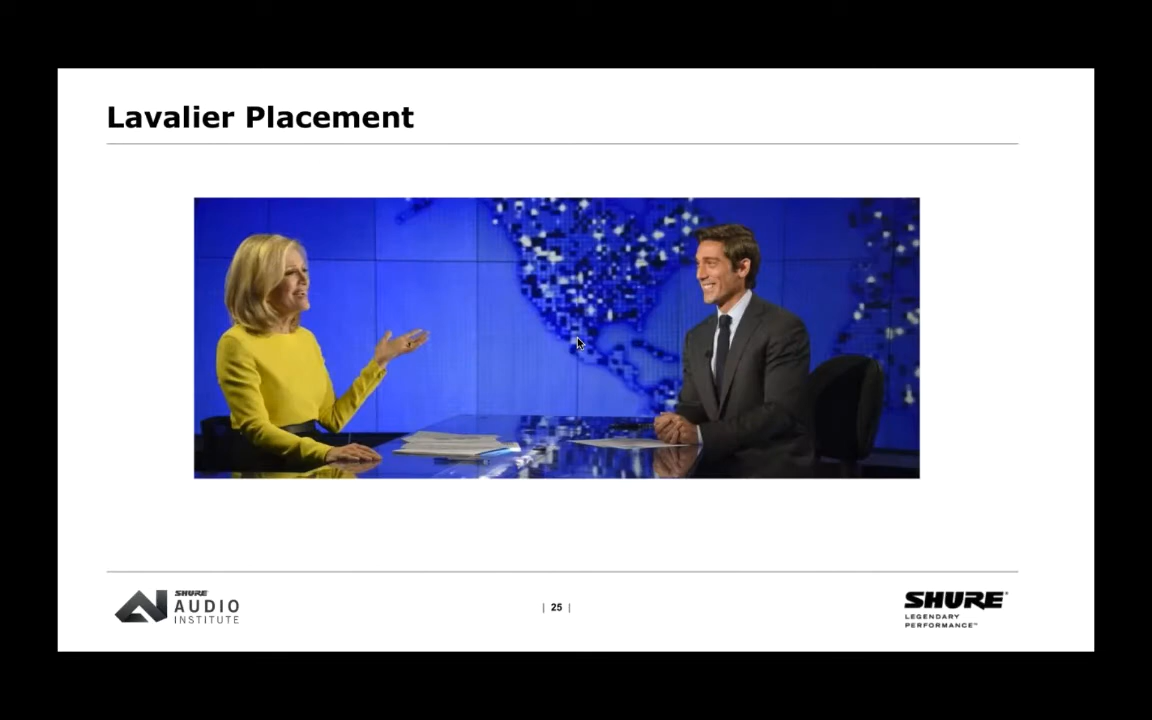 Lavalier Placement
SHURE
AUDIO
INSTITUTE
| 25 |
SHURE®
LEGENDARY
PERFORMANCE™